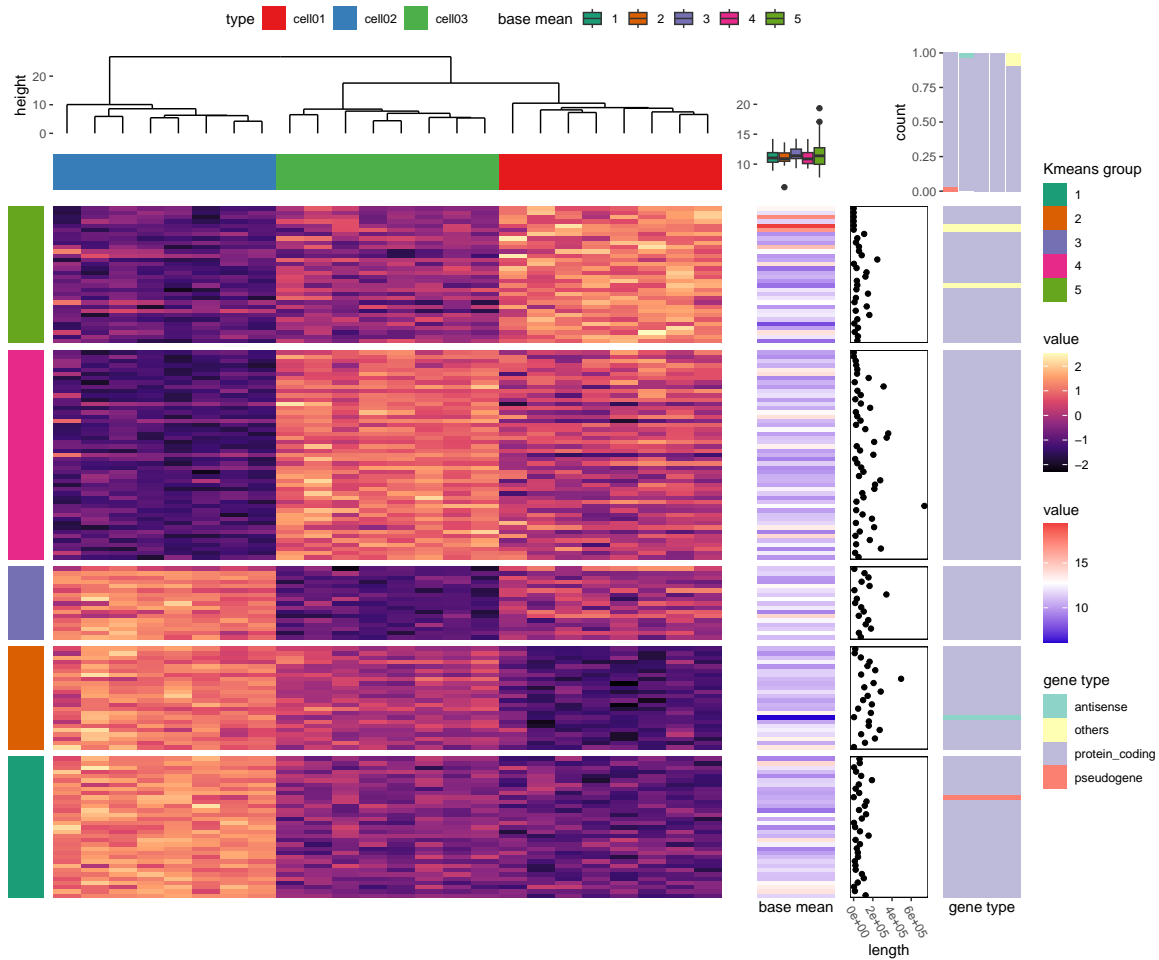 type cell01 cell02 cell03 base mean 1 2 3 4 5
height
20
10
0
20
15
10
count
1.00
0.75
0.50
0.25
0.00
Kmeans group
1
2
3
4
5
value
2
1
0
−1
−2
value
15
10
gene type
antisense
others
protein_coding
pseudogene
base mean
gene type
0e+00
2e+05
4e+05
6e+05
length